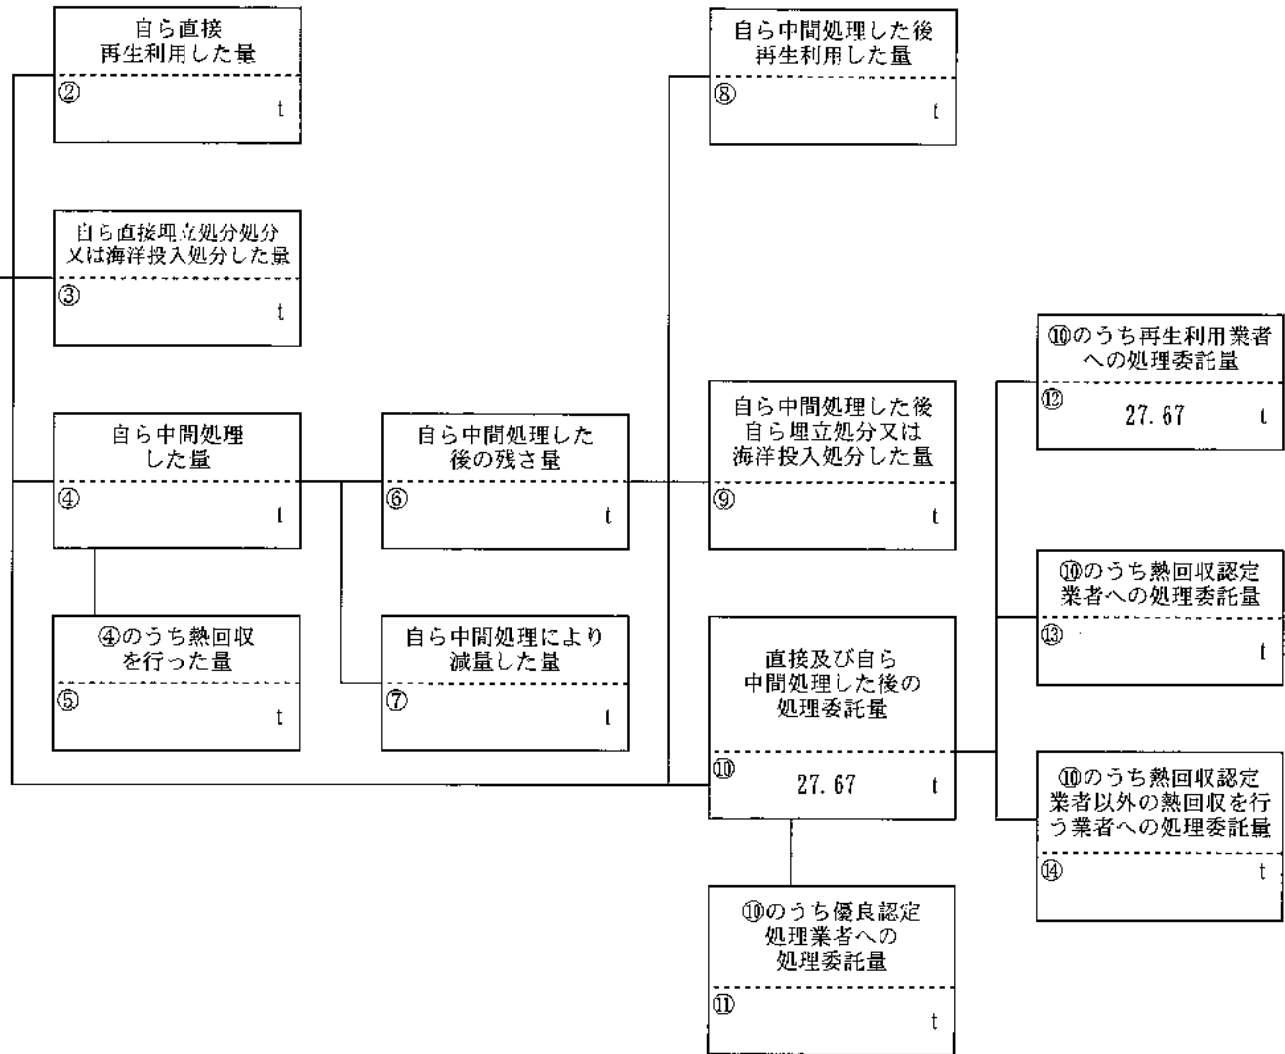 自ら直接
再生利用した量
②
t
自ら直接埋立処分処分
又は海洋投入処分した量
③
t
自ら中間処理
した量
④
t
④のうち熱回収
を行った量
⑤
t
自ら中間処理した
後の残さ量
⑥
t
自ら中間処理により
減量した量
⑦
t
自ら中間処理した後
再生利用した量
⑧
t
自ら中間処理した後
自ら埋立処分又は
海洋投入処分した量
⑨
t
直接及び自ら
中間処理した後の
処理委託量
⑩
27.67 t
⑩のうち優良認定
処理業者への
処理委託量
⑪
t
⑩のうち再生利用業者
への処理委託量
⑫
27.67 t
⑩のうち熱回収認定
業者への処理委託量
⑬
t
⑩のうち熱回収認定
業者以外の熱回収を行
う業者への処理委託量
⑭
t